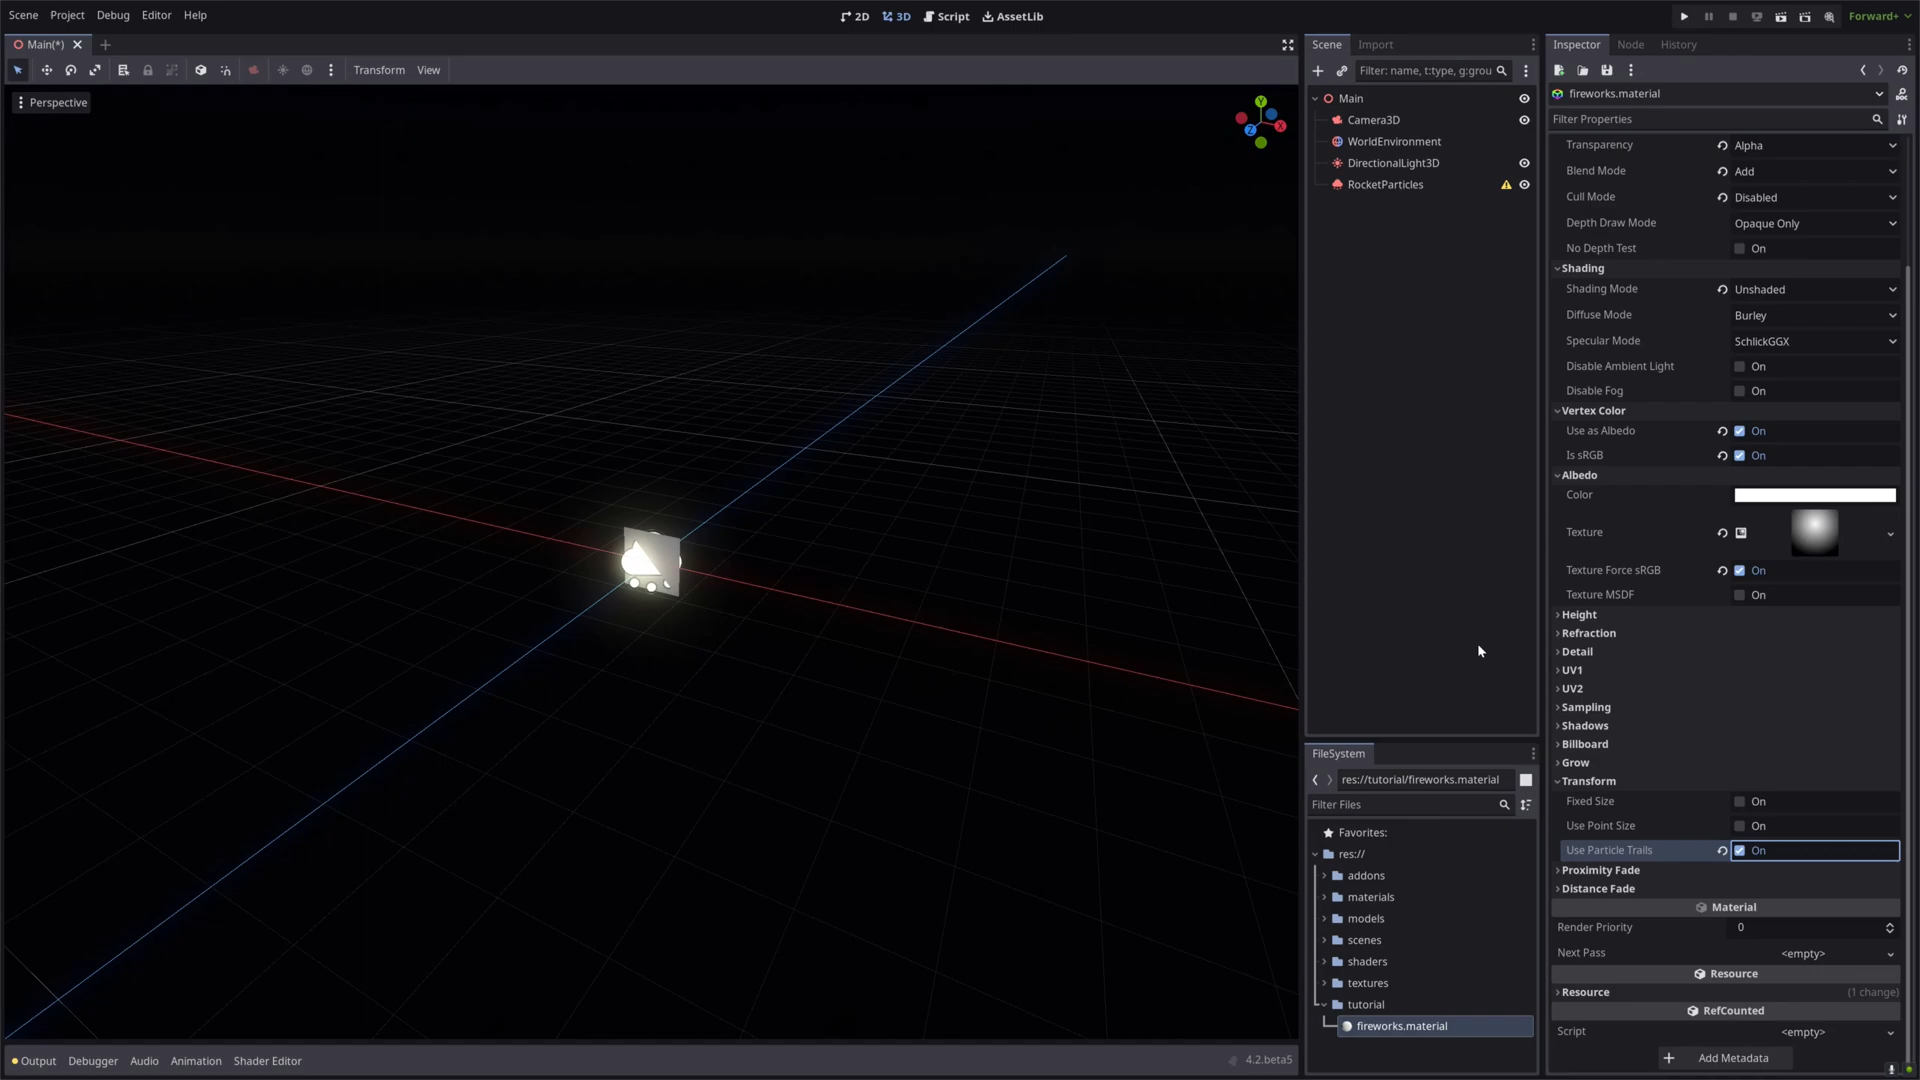 Scene Project Debug Editor Help
2D 3D Script AssetLib
Forward+
Main(*)
Transform View
Perspective
Y
X
Z
Scene Import
Filter: name, t:type, g:grou
Main
Camera3D
WorldEnvironment
DirectionalLight3D
RocketParticles
FileSystem
res://tutorial/fireworks.material
Filter Files
Favorites:
res://
addons
materials
models
scenes
shaders
textures
tutorial
fireworks.material
Inspector Node History
fireworks.material
Filter Properties
Transparency Alpha
Blend Mode Add
Cull Mode Disabled
Depth Draw Mode Opaque Only
No Depth Test On
Shading
Shading Mode Unshaded
Diffuse Mode Burley
Specular Mode SchlickGGX
Disable Ambient Light On
Disable Fog On
Vertex Color
Use as Albedo On
Is sRGB On
Albedo
Color
Texture
Texture Force sRGB On
Texture MSDF On
Height
Refraction
Detail
UV1
UV2
Sampling
Shadows
Billboard
Grow
Transform
Fixed Size On
Use Point Size On
Use Particle Trails On
Proximity Fade
Distance Fade
Material
Render Priority 0
Next Pass <empty>
Resource
Resource (1 change)
RefCounted
Script <empty>
Add Metadata
Output Debugger Audio Animation Shader Editor
4.2.beta5